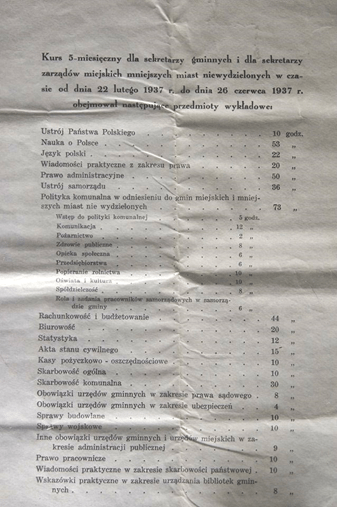 Kurs 5-miesięczny dla sekretarzy gminnych i dla sekretarzy
zarządów miejskich mniejszych miast niewydzielonych w cza-
sie od dnia 22 lutego 1937 r. do dnia 26 czerwca 1937 r.
obejmował następujące przedmioty wykładowe:
Ustrój Państwa Polskiego . . . . . . . . . 10 godz.
Nauka o Polsce . . . . . . . . . . 53 „
Język polski . . . . . . . . . . . 22 „
Wiadomości praktyczne z zakresu prawa . . . . . 20 „
Prawo administracyjne . . . . . . . . . 50 „
Ustrój samorządu . . . . . . . . . . 36 „
Polityka komunalna w odniesieniu do gmin miejskich i mniej-
szych miast nie wydzielonych . . . . . . . 73 „
Wstęp do polityki komunalnej . . . . . 5 godz.
Komunikacja . . . . . . . . 12 „
Pożarnictwo . . . . . . . . 2 „
Zdrowie publiczne . . . . . . . 8 „
Opieka społeczna . . . . . . . 6 „
Przedsiębiorstwa . . . . . . . 6 „
Popieranie rolnictwa . . . . . . „
Oświata i kultura . . . . . . . „
Spółdzielczość . . . . . . . 8 „
Rola i zadania pracowników samorządowych w samorzą-
dzie gminy . . . . . . . . 6 „
Rachunkowość i budżetowanie . . . . . . . 44 „
Biurowość . . . . . . . . . . . 20 „
Statystyka . . . . . . . . . . . 12 „
Akta stanu cywilnego . . . . . . . . . 15 „
Kasy pożyczkowo - oszczędnościowe . . . . . . 10 „
Skarbowość ogólna . . . . . . . . . . 10 „
Skarbowość komunalna . . . . . . . . . 30 „
Obowiązki urzędów gminnych w zakresie prawa sądowego . 8 „
Obowiązki urzędów gminnych w zakresie ubezpieczeń . 4 „
Sprawy budowlane . . . . . . . . . . 10 „
Sprawy wojskowe . . . . . . . . . . 10 „
Inne obowiązki urzędów gminnych i urzędów miejskich w za-
kresie administracji publicznej . . . . . . 9 „
Prawo pracownicze . . . . . . . . . . 10 „
Wiadomości praktyczne w zakresie skarbowości państwowej . 10 „
Wskazówki praktyczne w zakresie urządzania bibliotek gmin-
nych . . . . . . . . . . . . 8 „